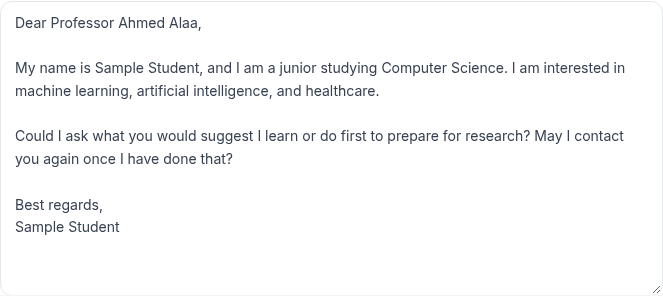 Dear Professor Ahmed Alaa,
My name is Sample Student, and I am a junior studying Computer Science. I am interested in
machine learning, artificial intelligence, and healthcare.
Could I ask what you would suggest I learn or do first to prepare for research? May I contact
you again once I have done that?
Best regards,
Sample Student